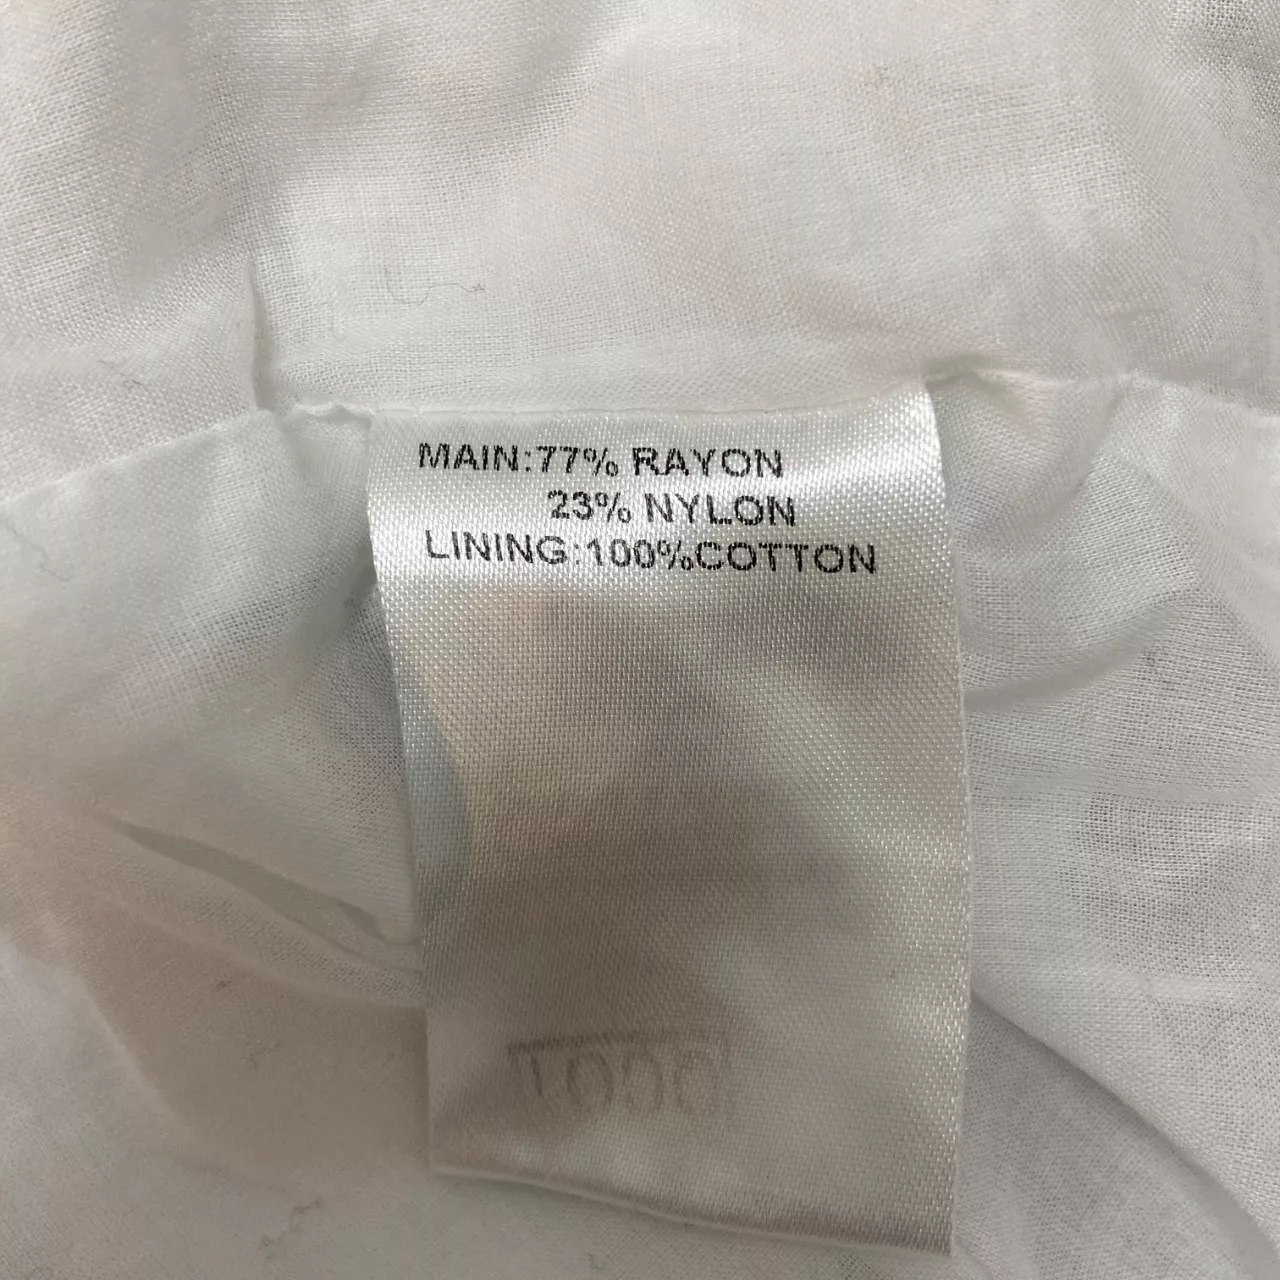 MAIN:77% RAYON
23% NYLON
LINING:100%COTTON